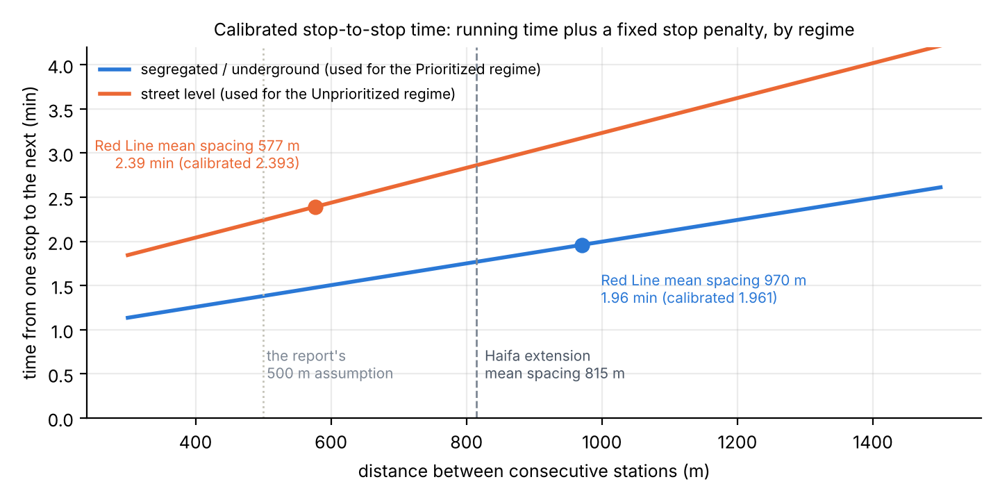 Calibrated stop-to-stop time: running time plus a fixed stop penalty, by regime
segregated / underground (used for the Prioritized regime)
street level (used for the Unprioritized regime)
Red Line mean spacing 577 m
2.39 min (calibrated 2.393)
Red Line mean spacing 970 m
1.96 min (calibrated 1.961)
the report's
500 m assumption
Haifa extension
mean spacing 815 m
time from one stop to the next (min)
4.0
3.5
3.0
2.5
2.0
1.5
1.0
0.5
0.0
400
600
800
1000
1200
1400
distance between consecutive stations (m)